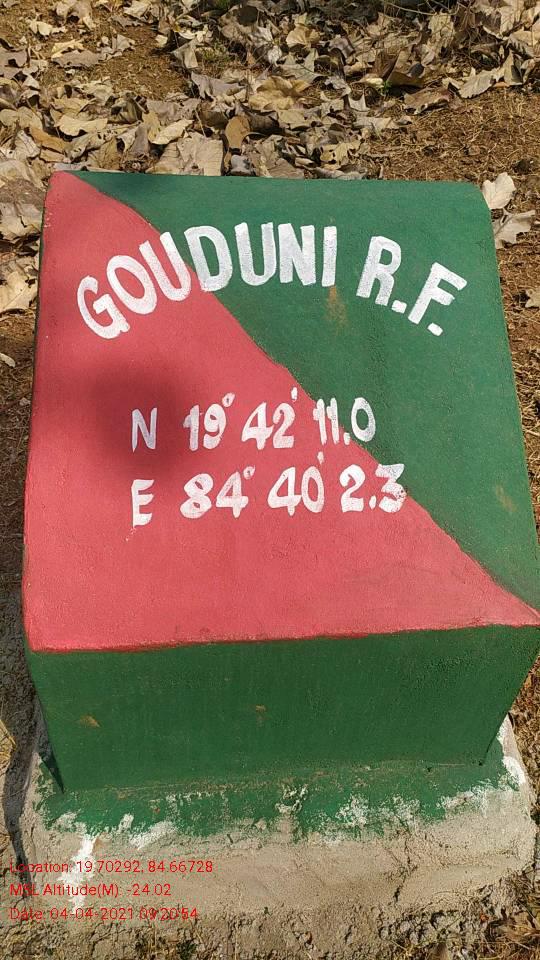 GOUDUNI R.F.
N 19° 42' 11.0
E 84° 40' 2.3
Location: 19.70292, 84.66728
MSL Altitude(M): -24.02
Date: 04-04-2021 09:20:54